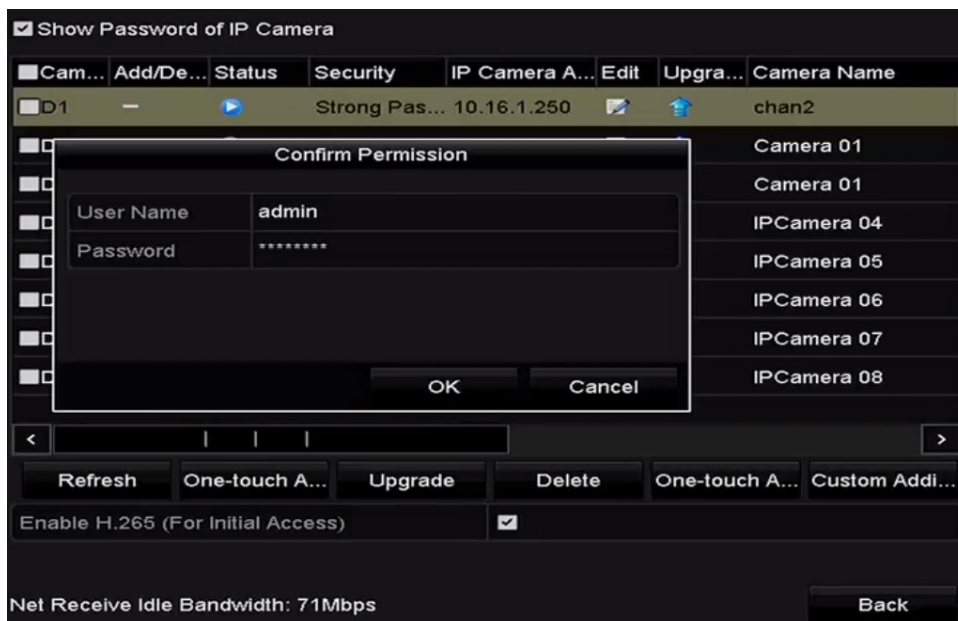 Show Password of IP Camera
Cam... Add/De... Status Security IP Camera A... Edit Upgra... Camera Name
D1 — Strong Pas... 10.16.1.250 chan2
D Camera 01
D Camera 01
D IPCamera 04
D IPCamera 05
D IPCamera 06
D IPCamera 07
D IPCamera 08
Confirm Permission
User Name admin
Password ********
OK Cancel
< >
Refresh One-touch A... Upgrade Delete One-touch A... Custom Addi...
Enable H.265 (For Initial Access)
Net Receive Idle Bandwidth: 71Mbps
Back